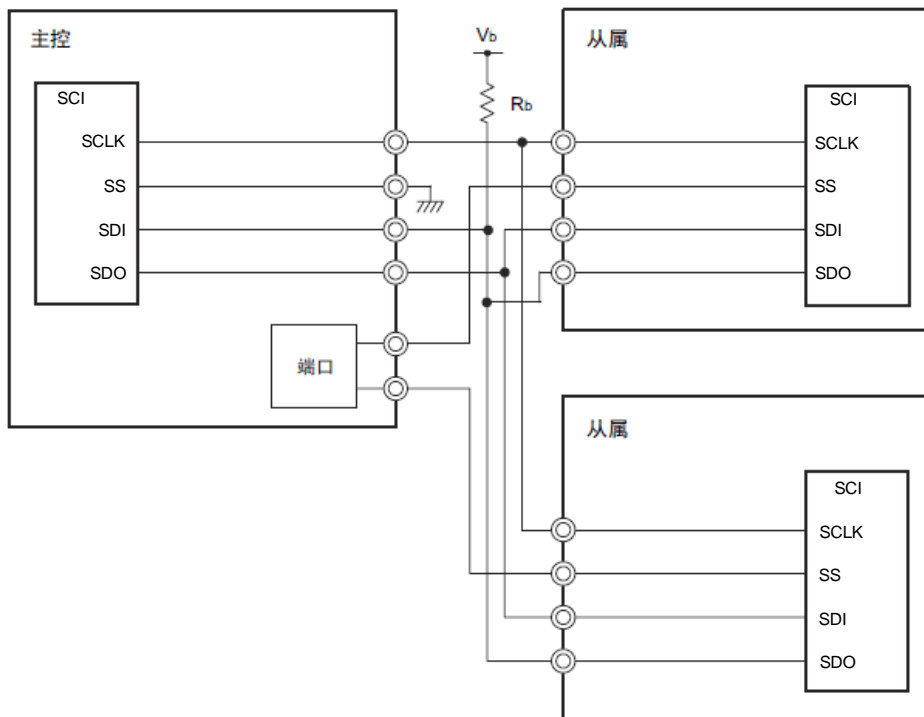 主控
SCI
SCLK
SS
SDI
SDO
端口
Vb
Rb
从属
SCI
SCLK
SS
SDI
SDO
从属
SCI
SCLK
SS
SDI
SDO